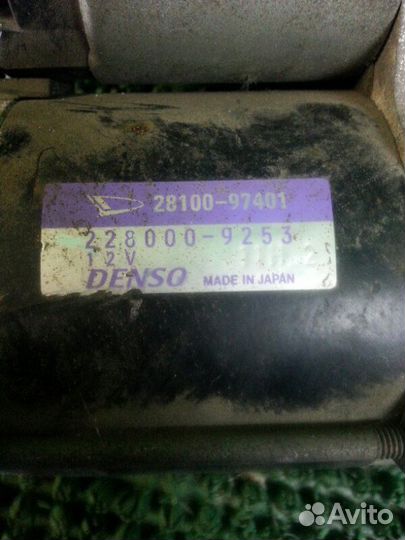 28100-97401
228000-9253
12V
DENSO MADE IN JAPAN
Avito